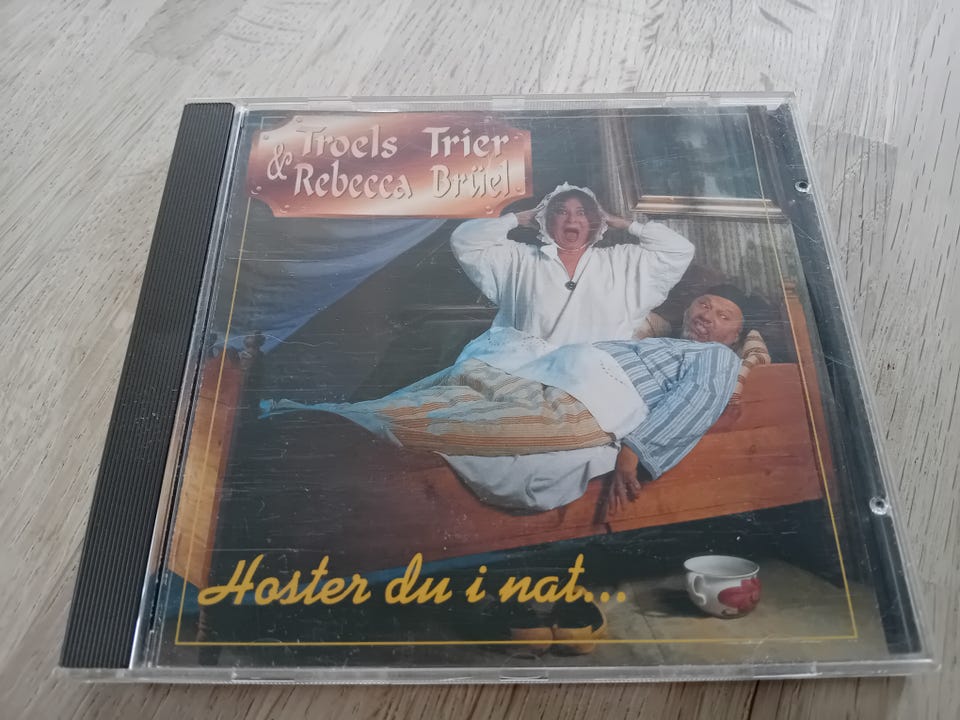 Troels Trier
& Rebecca Brüel
Hoster du i nat...